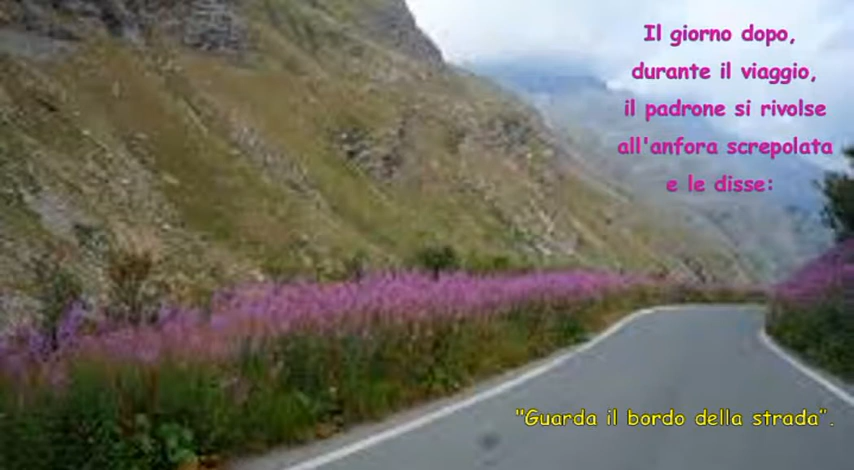 Il giorno dopo,
durante il viaggio,
il padrone si rivolse
all'anfora screpolata
e le disse:
"Guarda il bordo della strada".